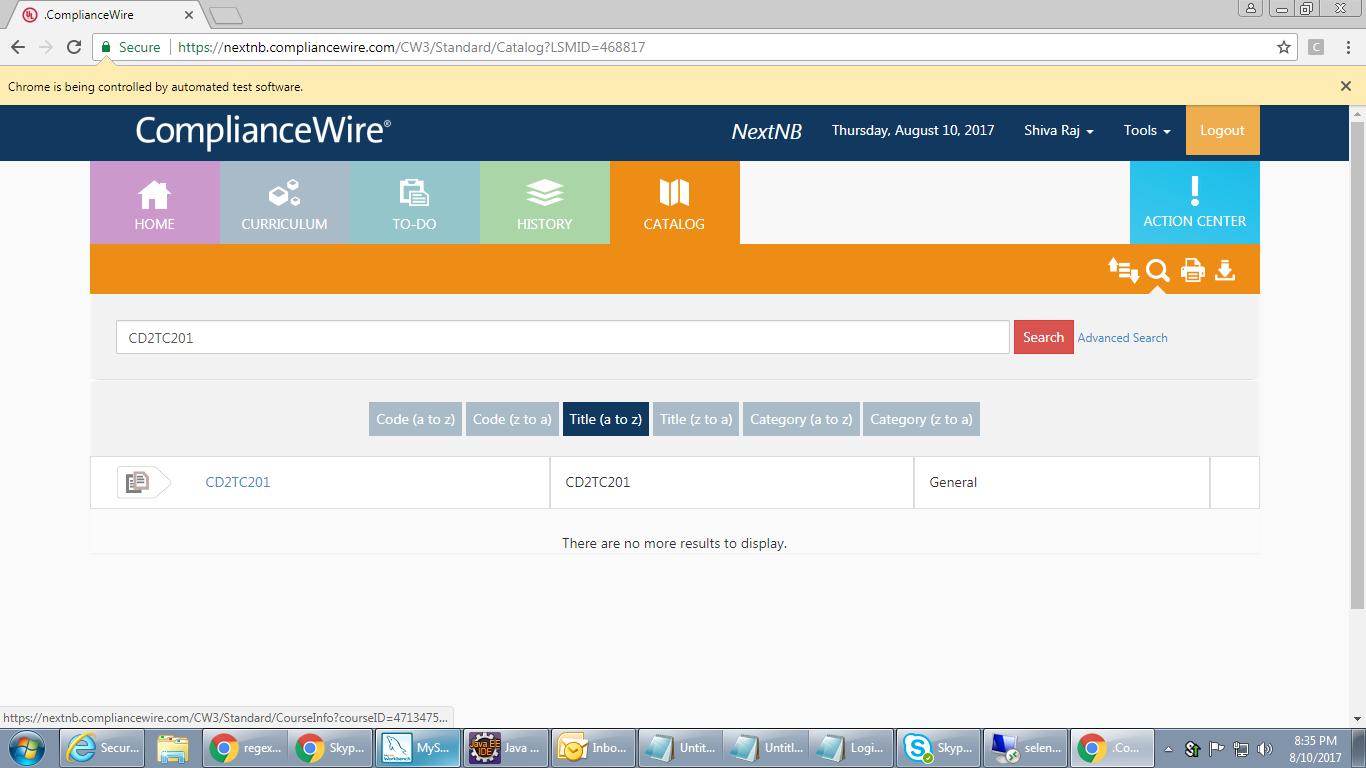 .ComplianceWire
Secure https://nextnb.compliancewire.com/CW3/Standard/Catalog?LSMID=468817
C
Chrome is being controlled by automated test software.
ComplianceWire® NextNB Thursday, August 10, 2017 Shiva Raj Tools Logout
HOME CURRICULUM TO-DO HISTORY CATALOG ACTION CENTER
CD2TC201 Search Advanced Search
Code (a to z) Code (z to a) Title (a to z) Title (z to a) Category (a to z) Category (z to a)
CD2TC201 CD2TC201 General
There are no more results to display.
https://nextnb.compliancewire.com/CW3/Standard/CourseInfo?courseID=4713475...
Secur... regex... Skyp... MyS... Java ... Inbo... Untit... Untitl... Logi... Skyp... selen... .Co... 8:35 PM
8/10/2017